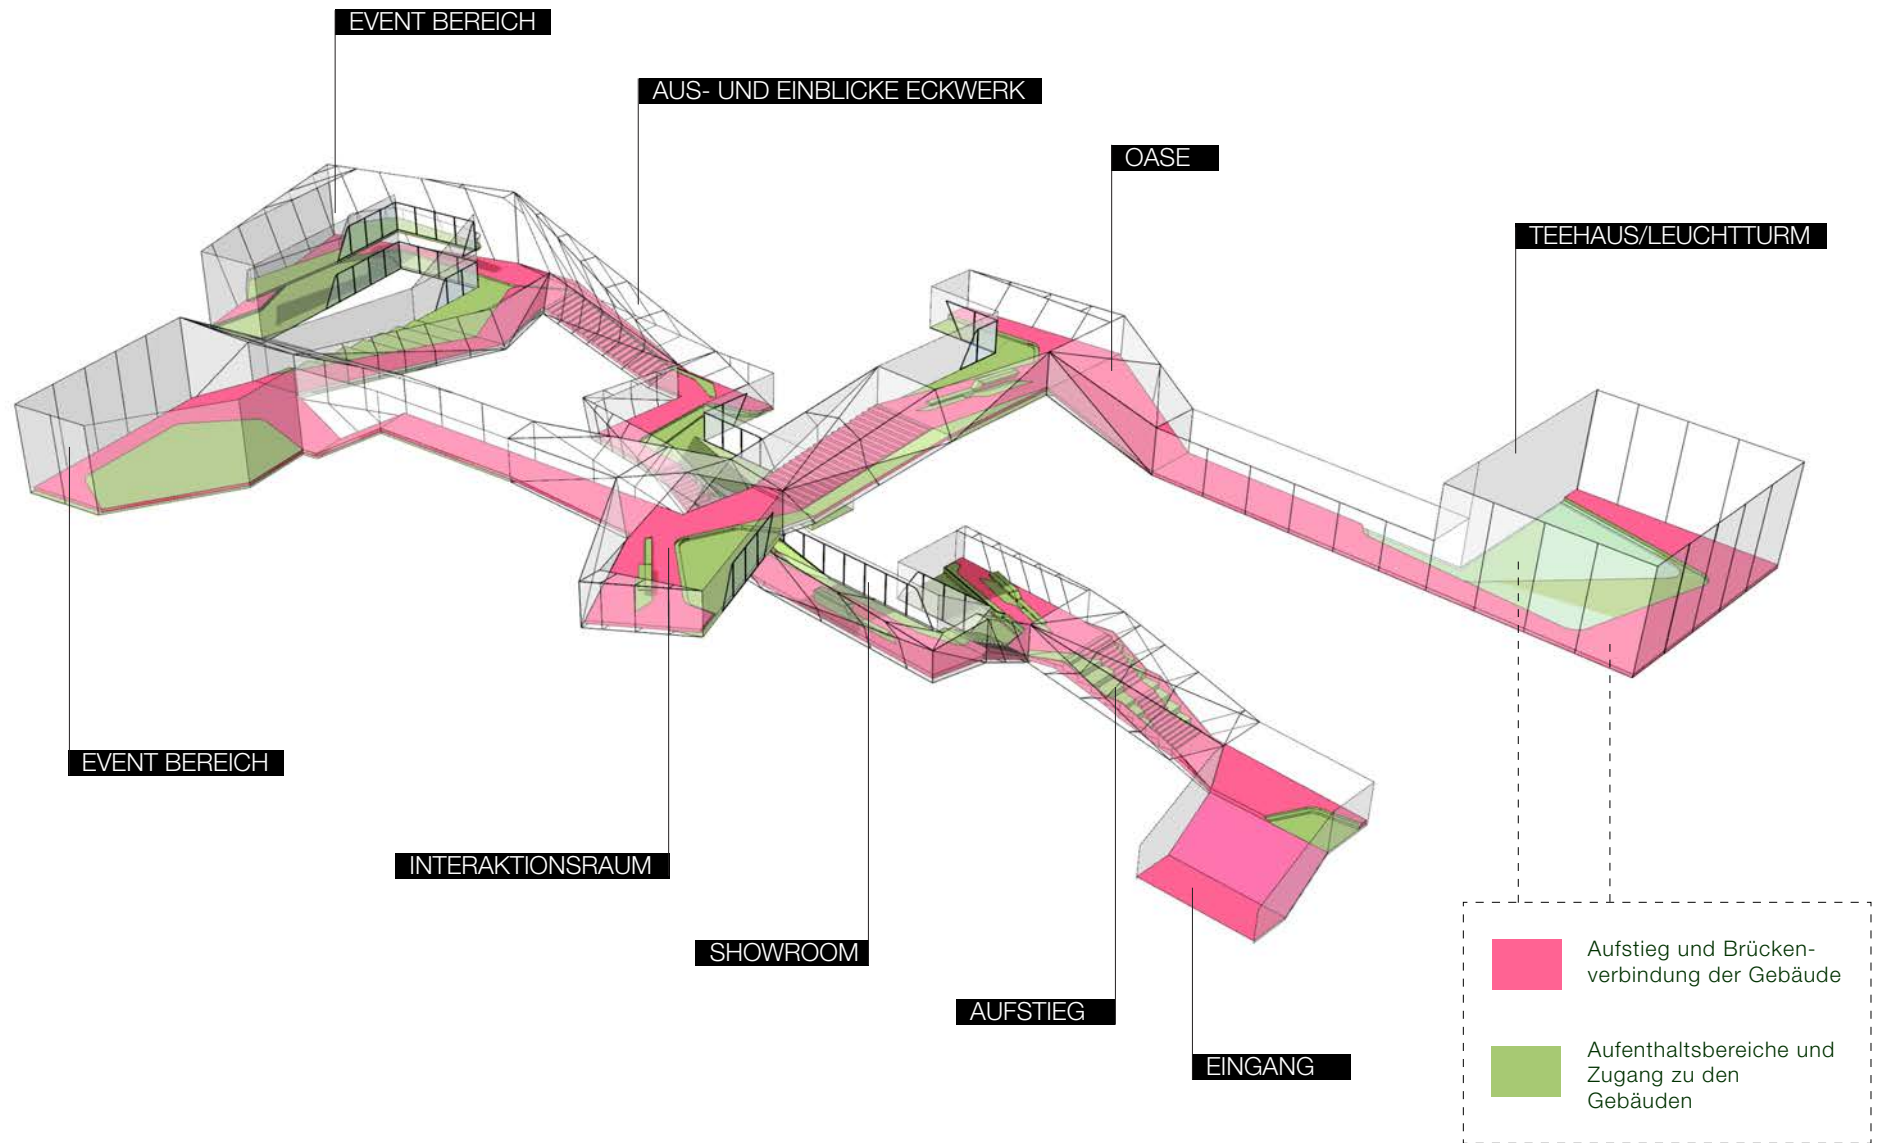 EVENT BEREICH
AUS- UND EINBLICKE ECKWERK
OASE
TEEHAUS/LEUCHTTURM
EVENT BEREICH
INTERAKTIONSRAUM
SHOWROOM
AUFSTIEG
EINGANG
Aufstieg und Brücken-
verbindung der Gebäude
Aufenthaltsbereiche und
Zugang zu den
Gebäuden